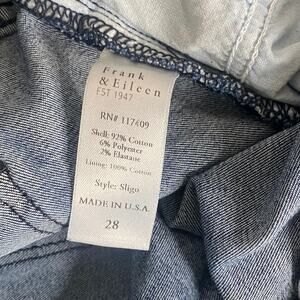 Frank
& Eileen
EST 1947
RN# 117609
Shell: 92% Cotton
6% Polyester
2% Elastane
Lining: 100% Cotton
Style: Sligo
MADE IN U.S.A.
28